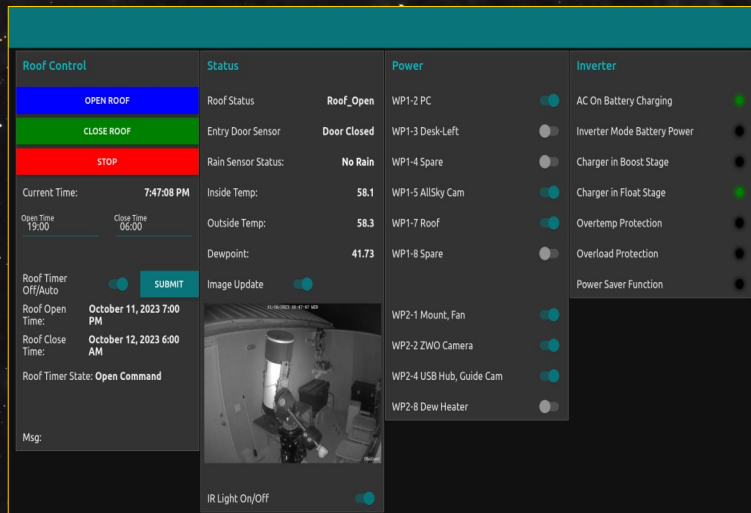 Roof Control
OPEN ROOF
CLOSE ROOF
STOP
Current Time: 7:47:08 PM
Open Time Close Time
19:00 06:00
Roof Timer
Off/Auto SUBMIT
Roof Open October 11, 2023 7:00
Time: PM
Roof Close October 12, 2023 6:00
Time: AM
Roof Timer State: Open Command
Msg:
Status
Roof Status Roof_Open
Entry Door Sensor Door Closed
Rain Sensor Status: No Rain
Inside Temp: 58.1
Outside Temp: 58.3
Dewpoint: 41.73
Image Update
IR Light On/Off
Power
WP1-2 PC
WP1-3 Desk-Left
WP1-4 Spare
WP1-5 AllSky Cam
WP1-7 Roof
WP1-8 Spare
WP2-1 Mount, Fan
WP2-2 ZWO Camera
WP2-4 USB Hub, Guide Cam
WP2-8 Dew Heater
Inverter
AC On Battery Charging
Inverter Mode Battery Power
Charger in Boost Stage
Charger in Float Stage
Overtemp Protection
Overload Protection
Power Saver Function